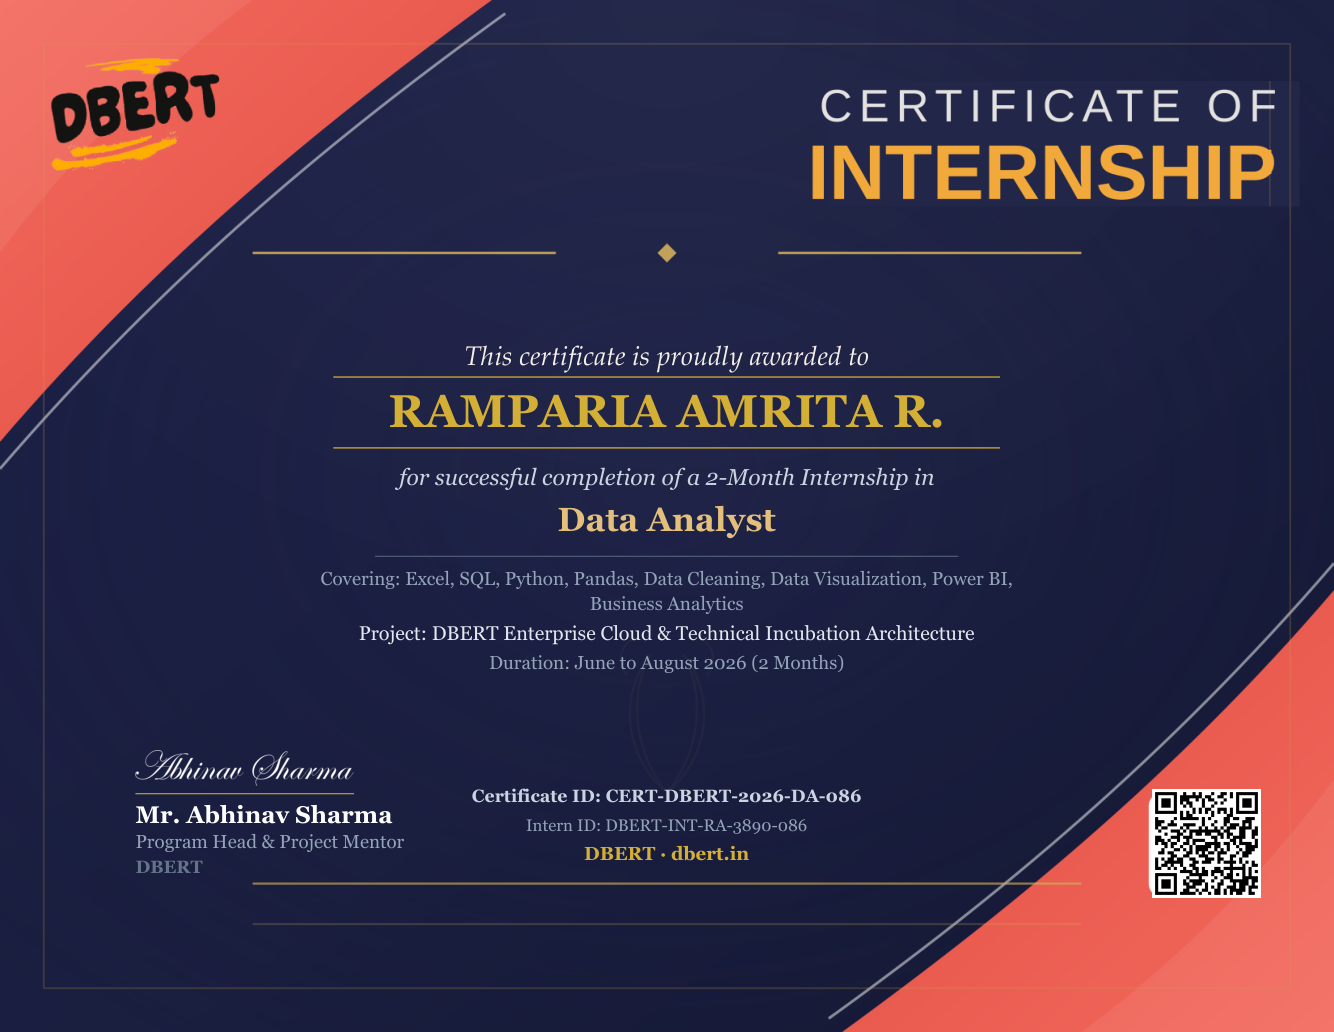 DBERT
CERTIFICATE OF
INTERNSHIP
This certificate is proudly awarded to
RAMPARIA AMRITA R.
for successful completion of a 2-Month Internship in
Data Analyst
Covering: Excel, SQL, Python, Pandas, Data Cleaning, Data Visualization, Power BI,
Business Analytics
Project: DBERT Enterprise Cloud & Technical Incubation Architecture
Duration: June to August 2026 (2 Months)
Abhinav Sharma
Mr. Abhinav Sharma
Program Head & Project Mentor
DBERT
Certificate ID: CERT-DBERT-2026-DA-086
Intern ID: DBERT-INT-RA-3890-086
DBERT · dbert.in